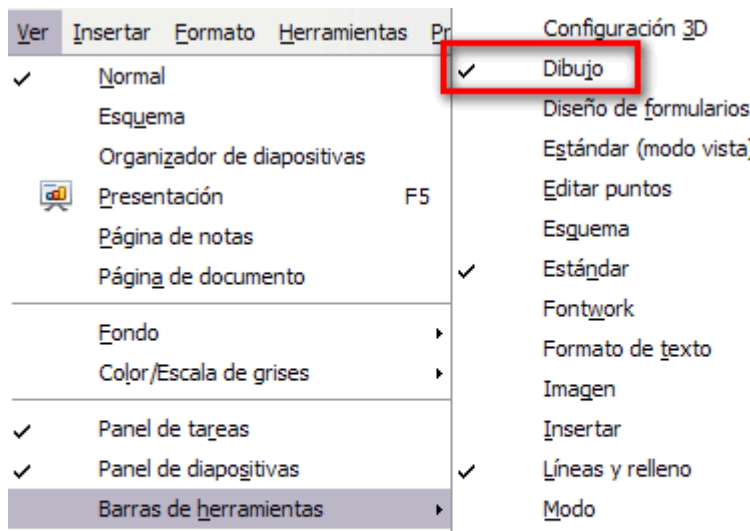 Ver Insertar Formato Herramientas Pr
Normal
Esquema
Organizador de diapositivas
Presentación F5
Página de notas
Página de documento
Fondo
Color/Escala de grises
Panel de tareas
Panel de diapositivas
Barras de herramientas
Configuración 3D
Dibujo
Diseño de formularios
Estándar (modo vista)
Editar puntos
Esquema
Estándar
Fontwork
Formato de texto
Imagen
Insertar
Líneas y relleno
Modo